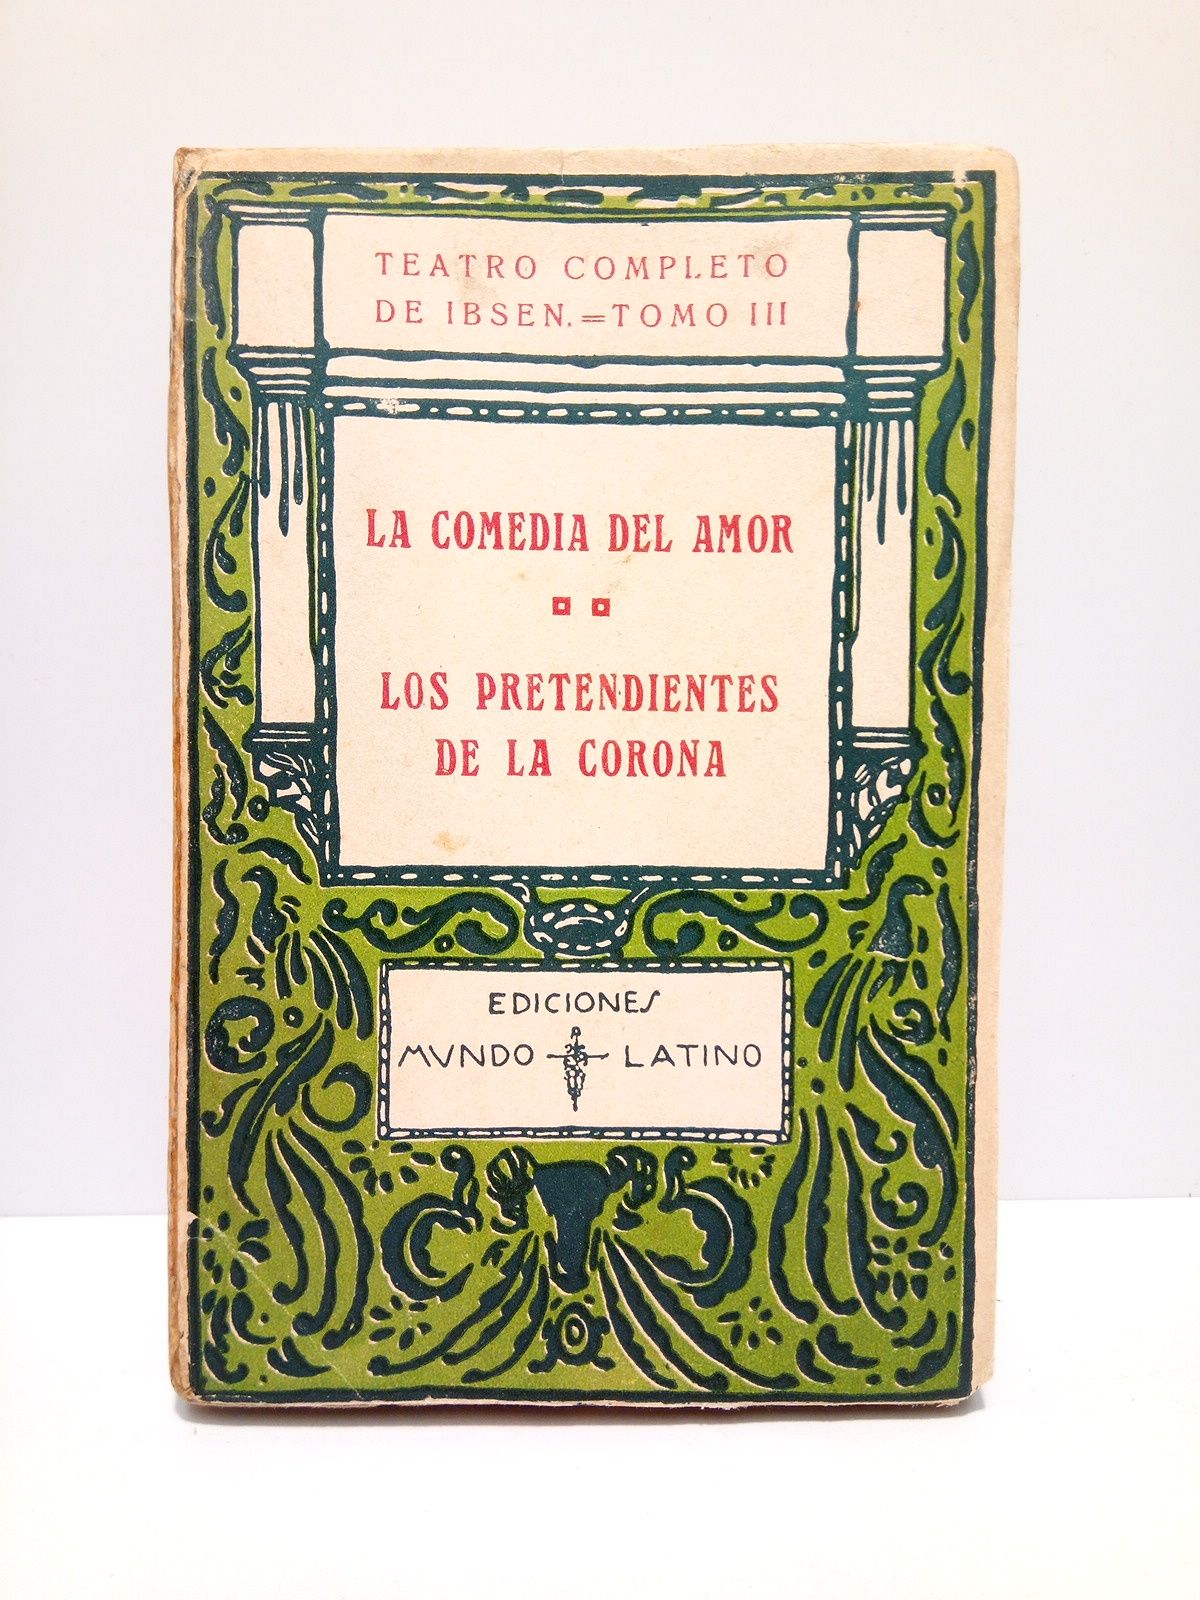 TEATRO COMPLETO
DE IBSEN.=TOMO III
LA COMEDIA DEL AMOR
LOS PRETENDIENTES
DE LA CORONA
EDICIONES
MVNDO LATINO